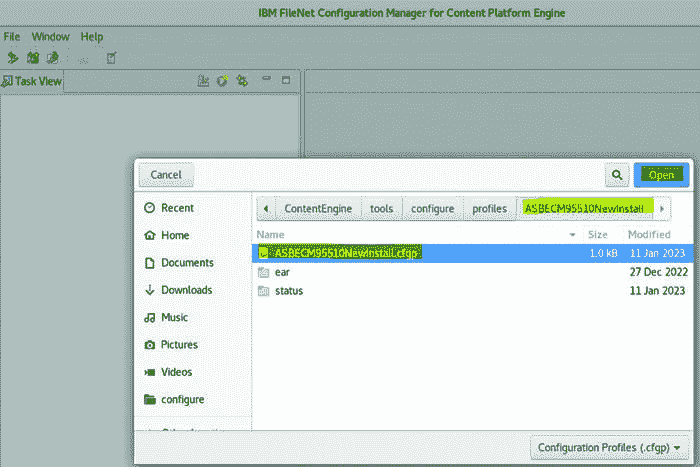 IBM FileNet Configuration Manager for Content Platform Engine
File Window Help
Task View
Cancel
Open
Recent
ContentEngine tools configure profiles ASBECM95510NewInstall
Home
Name Size Modified
ASBECM95510NewInstall.cfgp 1.0 kB 11 Jan 2023
Documents
ear 27 Dec 2022
Downloads
status 11 Jan 2023
Music
Pictures
Videos
configure
Configuration Profiles (.cfgp)